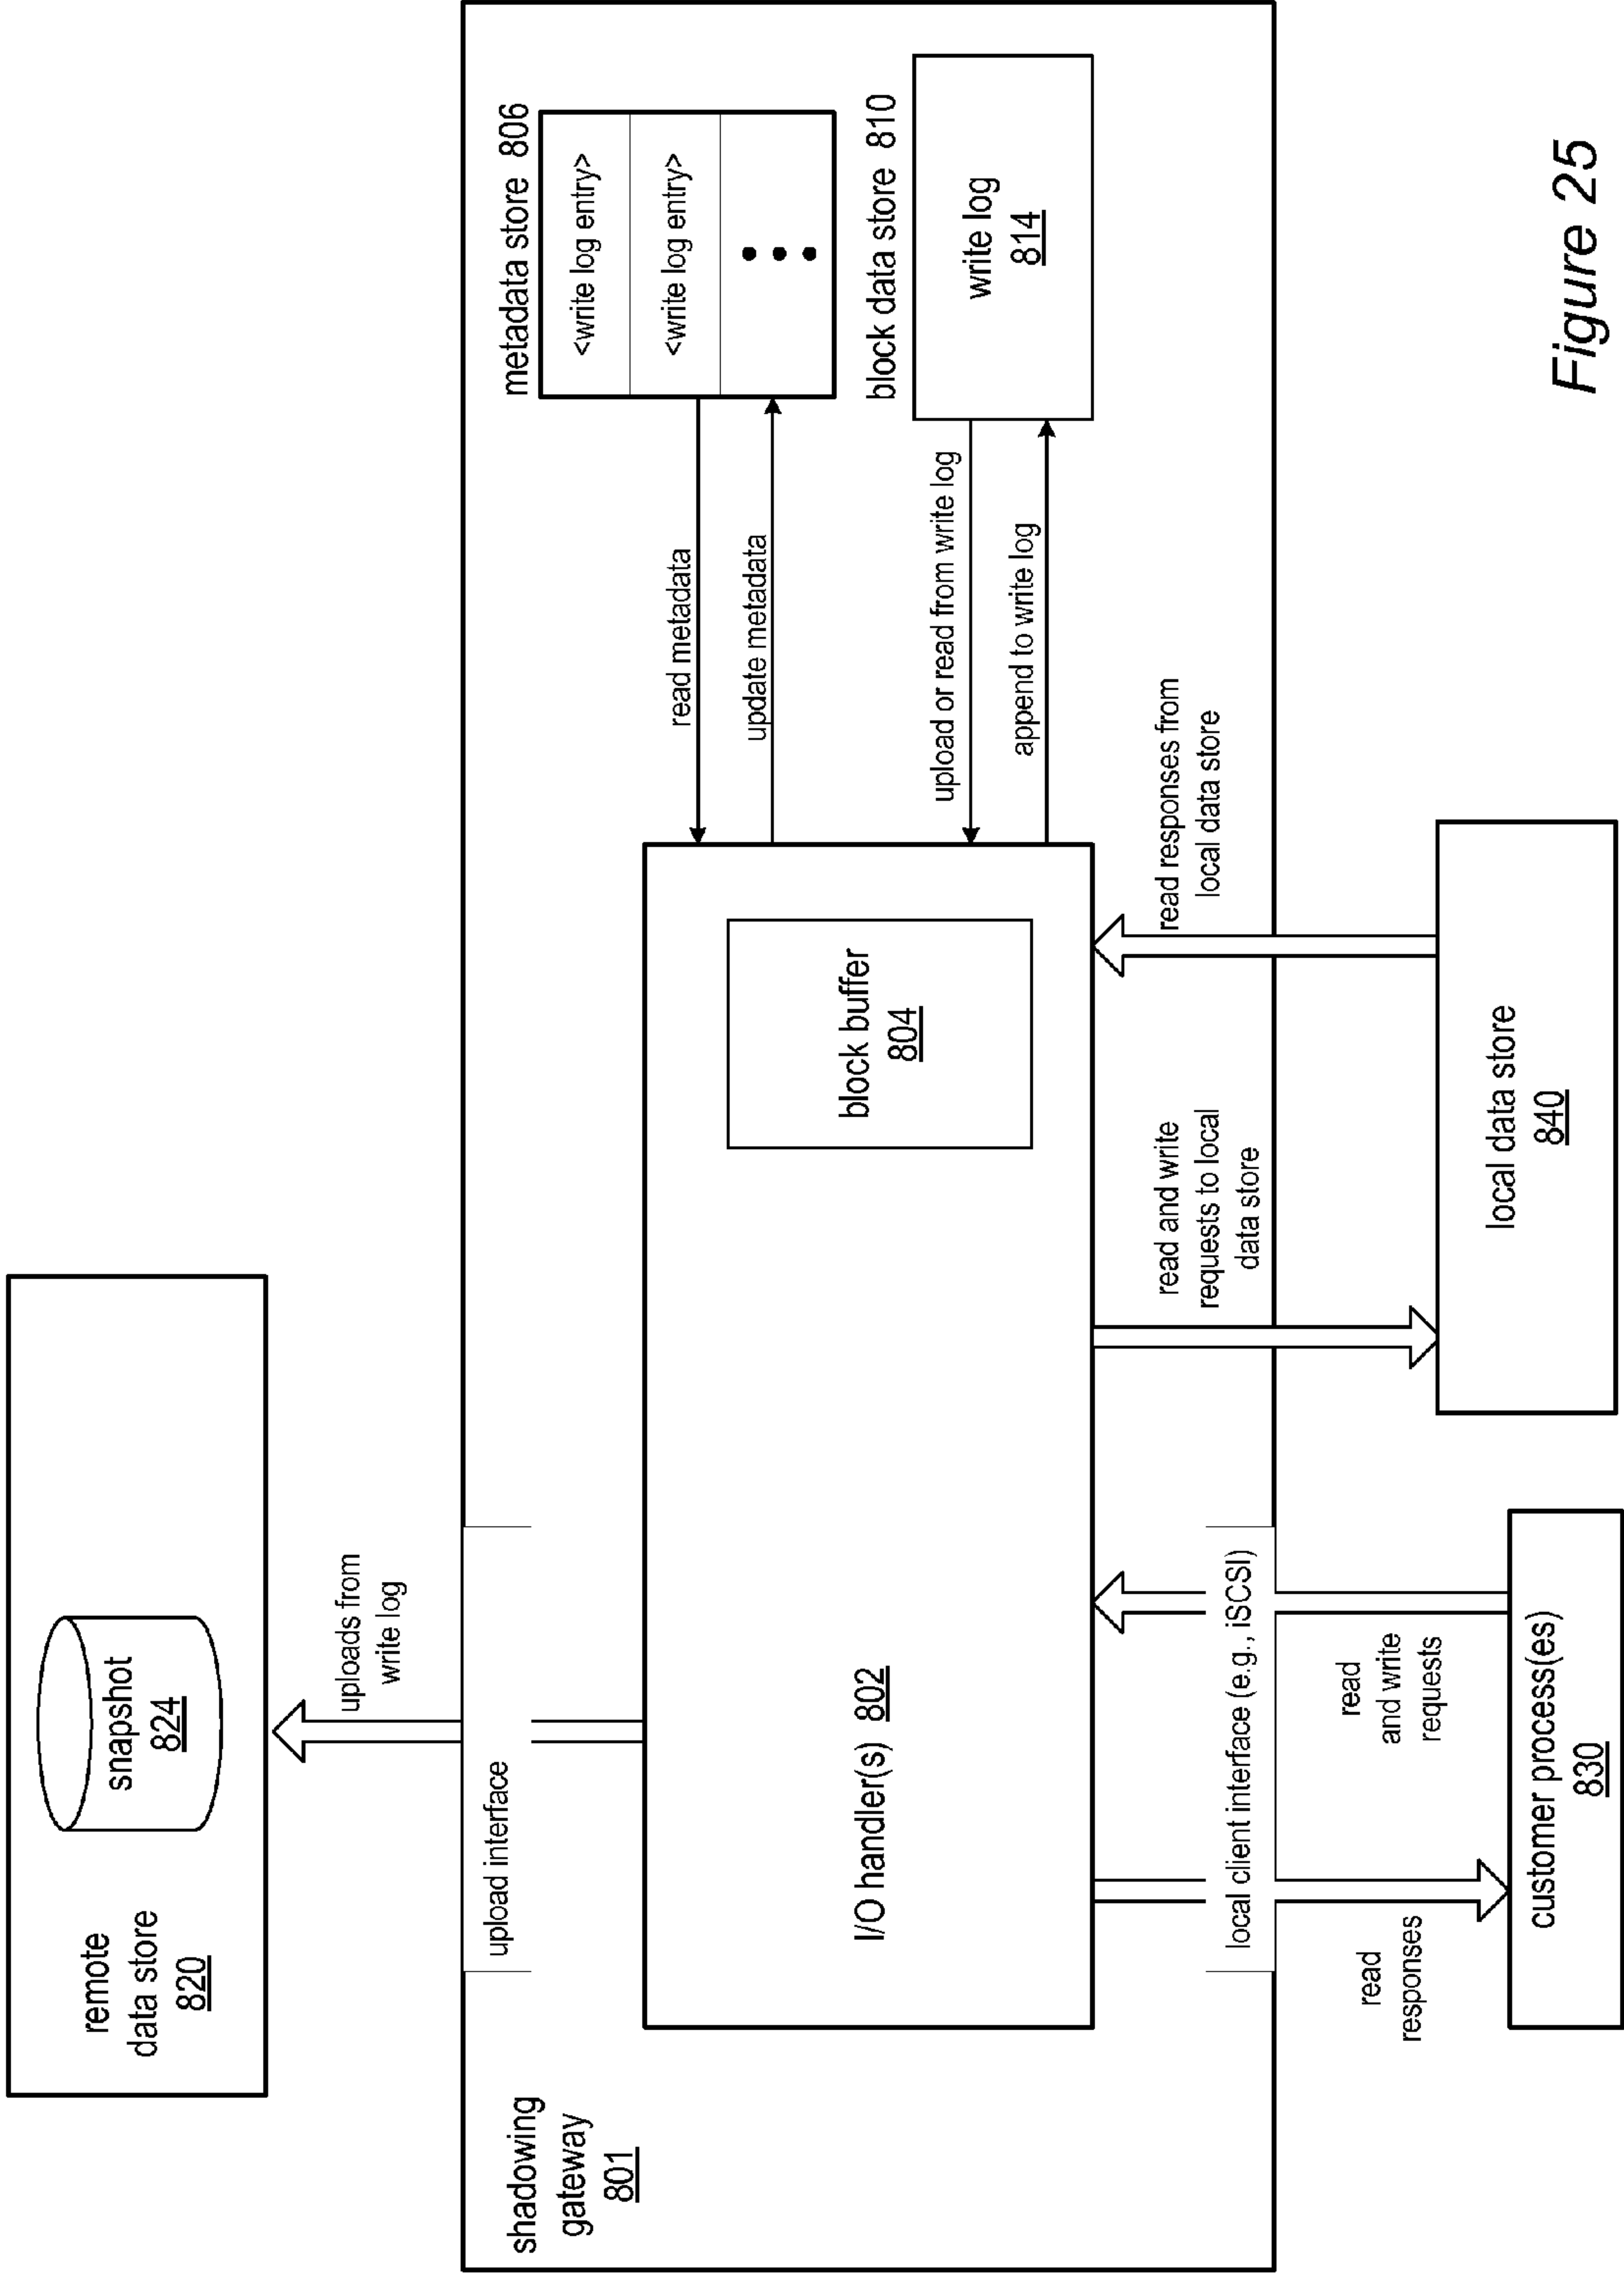 remote
data store
820
snapshot
824
uploads from
write log
shadowing
gateway
801
upload interface
I/O handler(s) 802
block buffer
804
read metadata
update metadata
metadata store 806
<write log entry>
<write log entry>
block data store 810
write log
814
upload or read from write log
append to write log
local client interface (e.g., iSCSI)
read
responses
read
and write
requests
read and write
requests to local
data store
read responses from
local data store
customer process(es)
830
local data store
840
Figure 25